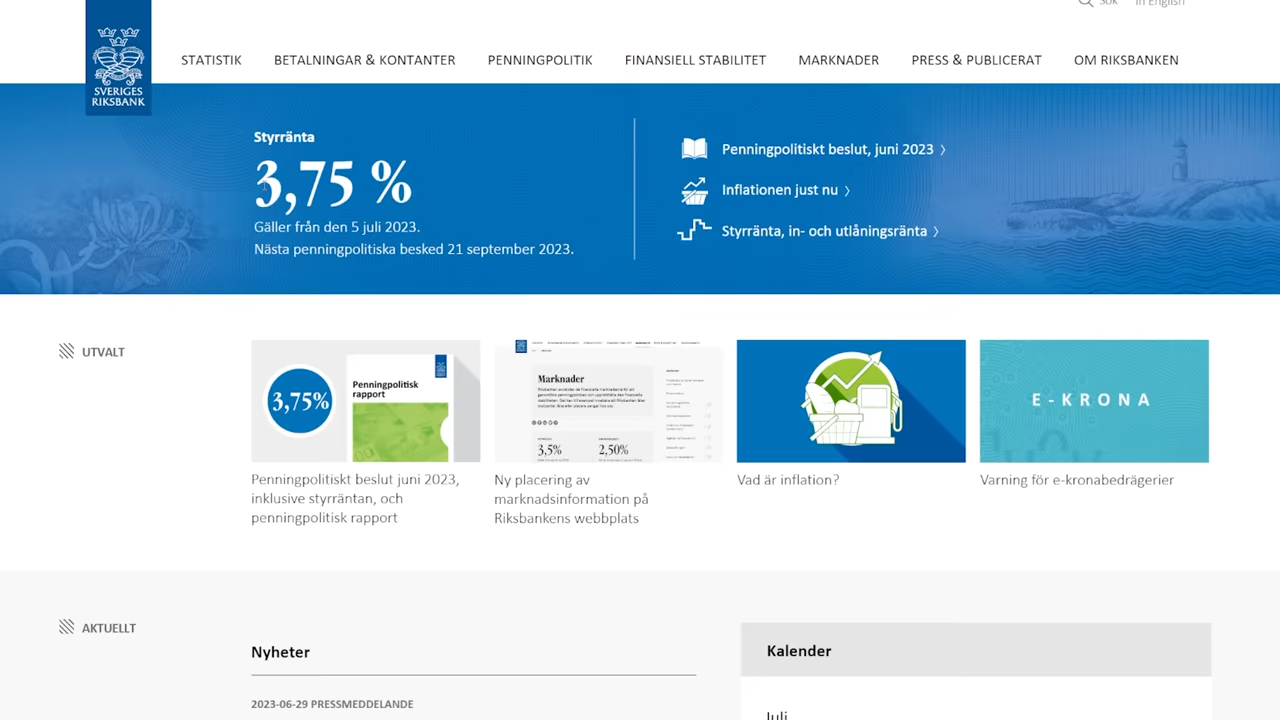 Sök In English
SVERIGES
RIKSBANK
STATISTIK BETALNINGAR & KONTANTER PENNINGPOLITIK FINANSIELL STABILITET MARKNADER PRESS & PUBLICERAT OM RIKSBANKEN
Styrränta
3,75 %
Gäller från den 5 juli 2023.
Nästa penningpolitiska besked 21 september 2023.
Penningpolitiskt beslut, juni 2023
Inflationen just nu
Styrränta, in- och utlåningsränta
UTVALT
3,75%
Penningpolitisk
rapport
Penningpolitiskt beslut juni 2023,
inklusive styrräntan, och
penningpolitisk rapport
Marknader
3,5% 2,50%
Ny placering av
marknadsinformation på
Riksbankens webbplats
Vad är inflation?
E-KRONA
Varning för e-kronabedrägerier
AKTUELLT
Nyheter
2023-06-29 PRESSMEDDELANDE
Kalender
Juli